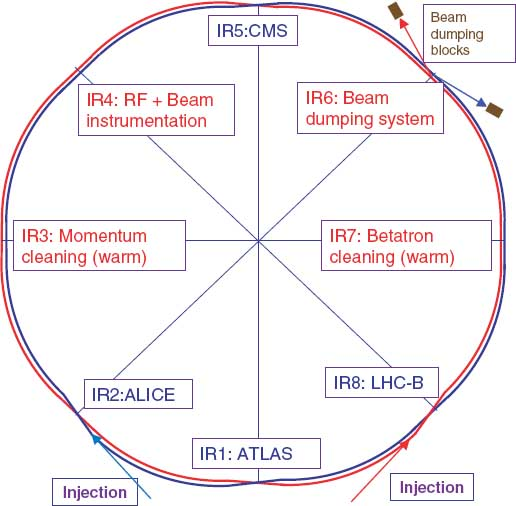 IR5:CMS
Beam
dumping
blocks
IR4: RF + Beam
instrumentation
IR6: Beam
dumping system
IR3: Momentum
cleaning (warm)
IR7: Betatron
cleaning (warm)
IR2:ALICE
IR8: LHC-B
IR1: ATLAS
Injection
Injection